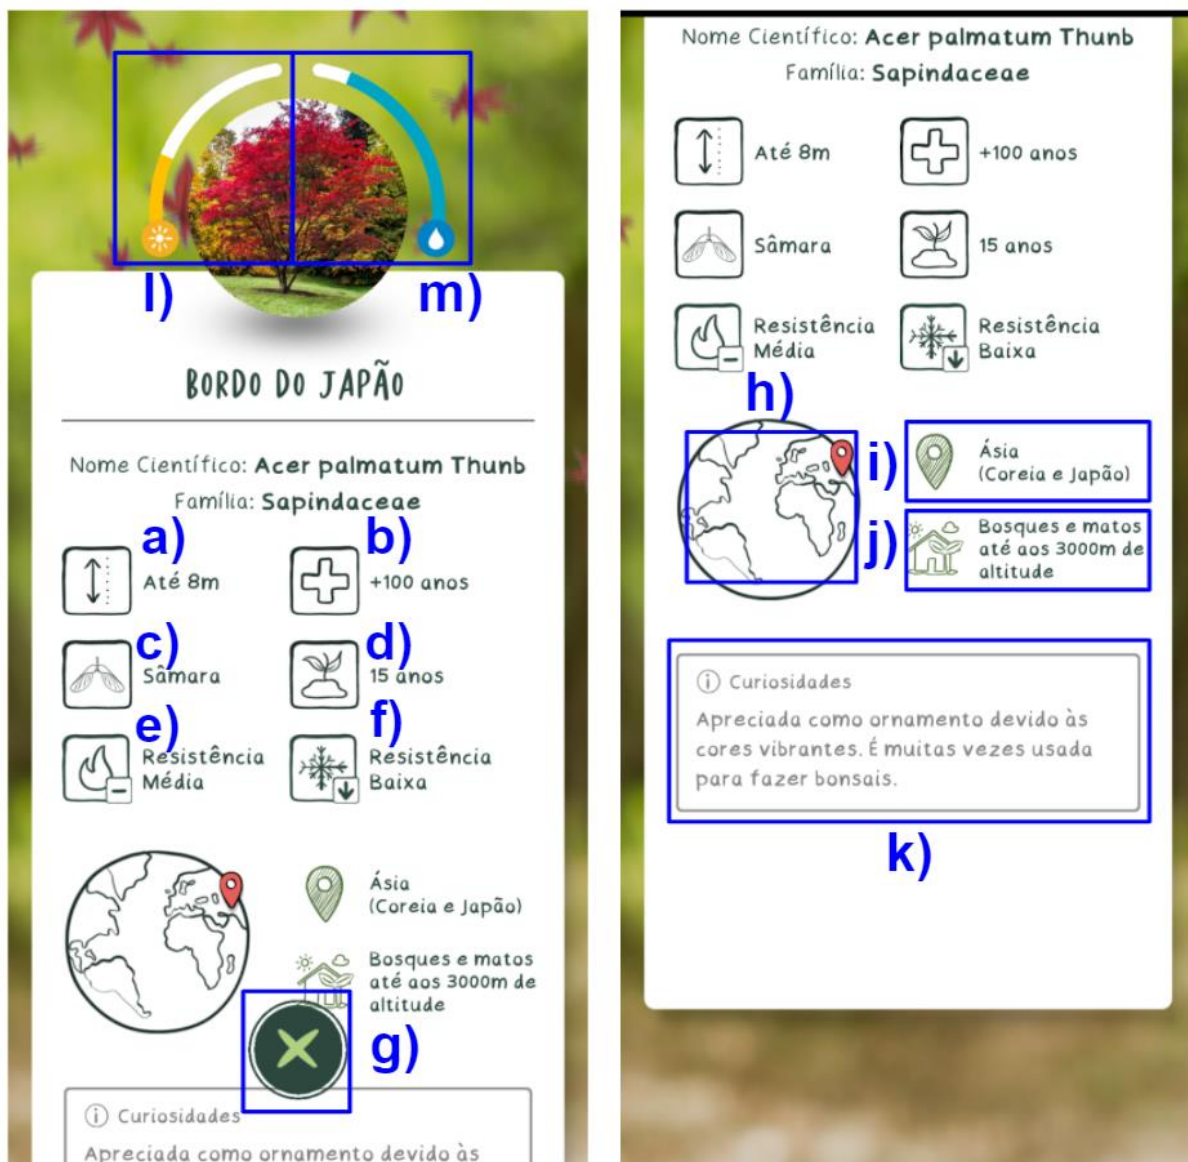 l)
m)
BORDO DO JAPÃO
Nome Científico: Acer palmatum Thunb
Família: Sapindaceae
a)
Até 8m
b)
+100 anos
c)
Sâmara
d)
15 anos
e)
Resistência
Média
f)
Resistência
Baixa
Ásia
(Coreia e Japão)
Bosques e matos
até aos 3000m de
altitude
g)
Curiosidades
Apreciada como ornamento devido às
Nome Científico: Acer palmatum Thunb
Família: Sapindaceae
Até 8m
+100 anos
Sâmara
15 anos
Resistência
Média
Resistência
Baixa
h)
i)
Ásia
(Coreia e Japão)
j)
Bosques e matos
até aos 3000m de
altitude
Curiosidades
Apreciada como ornamento devido às
cores vibrantes. É muitas vezes usada
para fazer bonsais.
k)